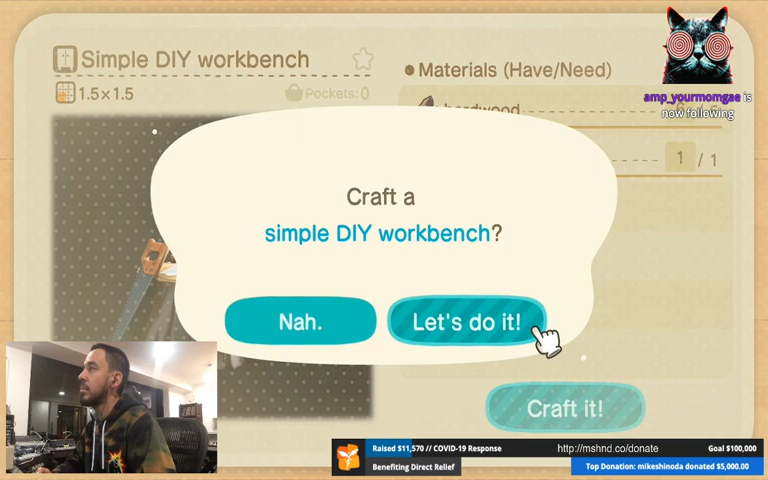 Simple DIY workbench
1.5×1.5
Pockets: 0
Materials (Have/Need)
hardwood
1 / 1
amp_yourmomgae is
now following
Craft a
simple DIY workbench?
Nah.
Let's do it!
Craft it!
Raised $11,570 // COVID-19 Response
http://mshnd.co/donate
Goal $100,000
Benefiting Direct Relief
Top Donation: mikeshinoda donated $5,000.00